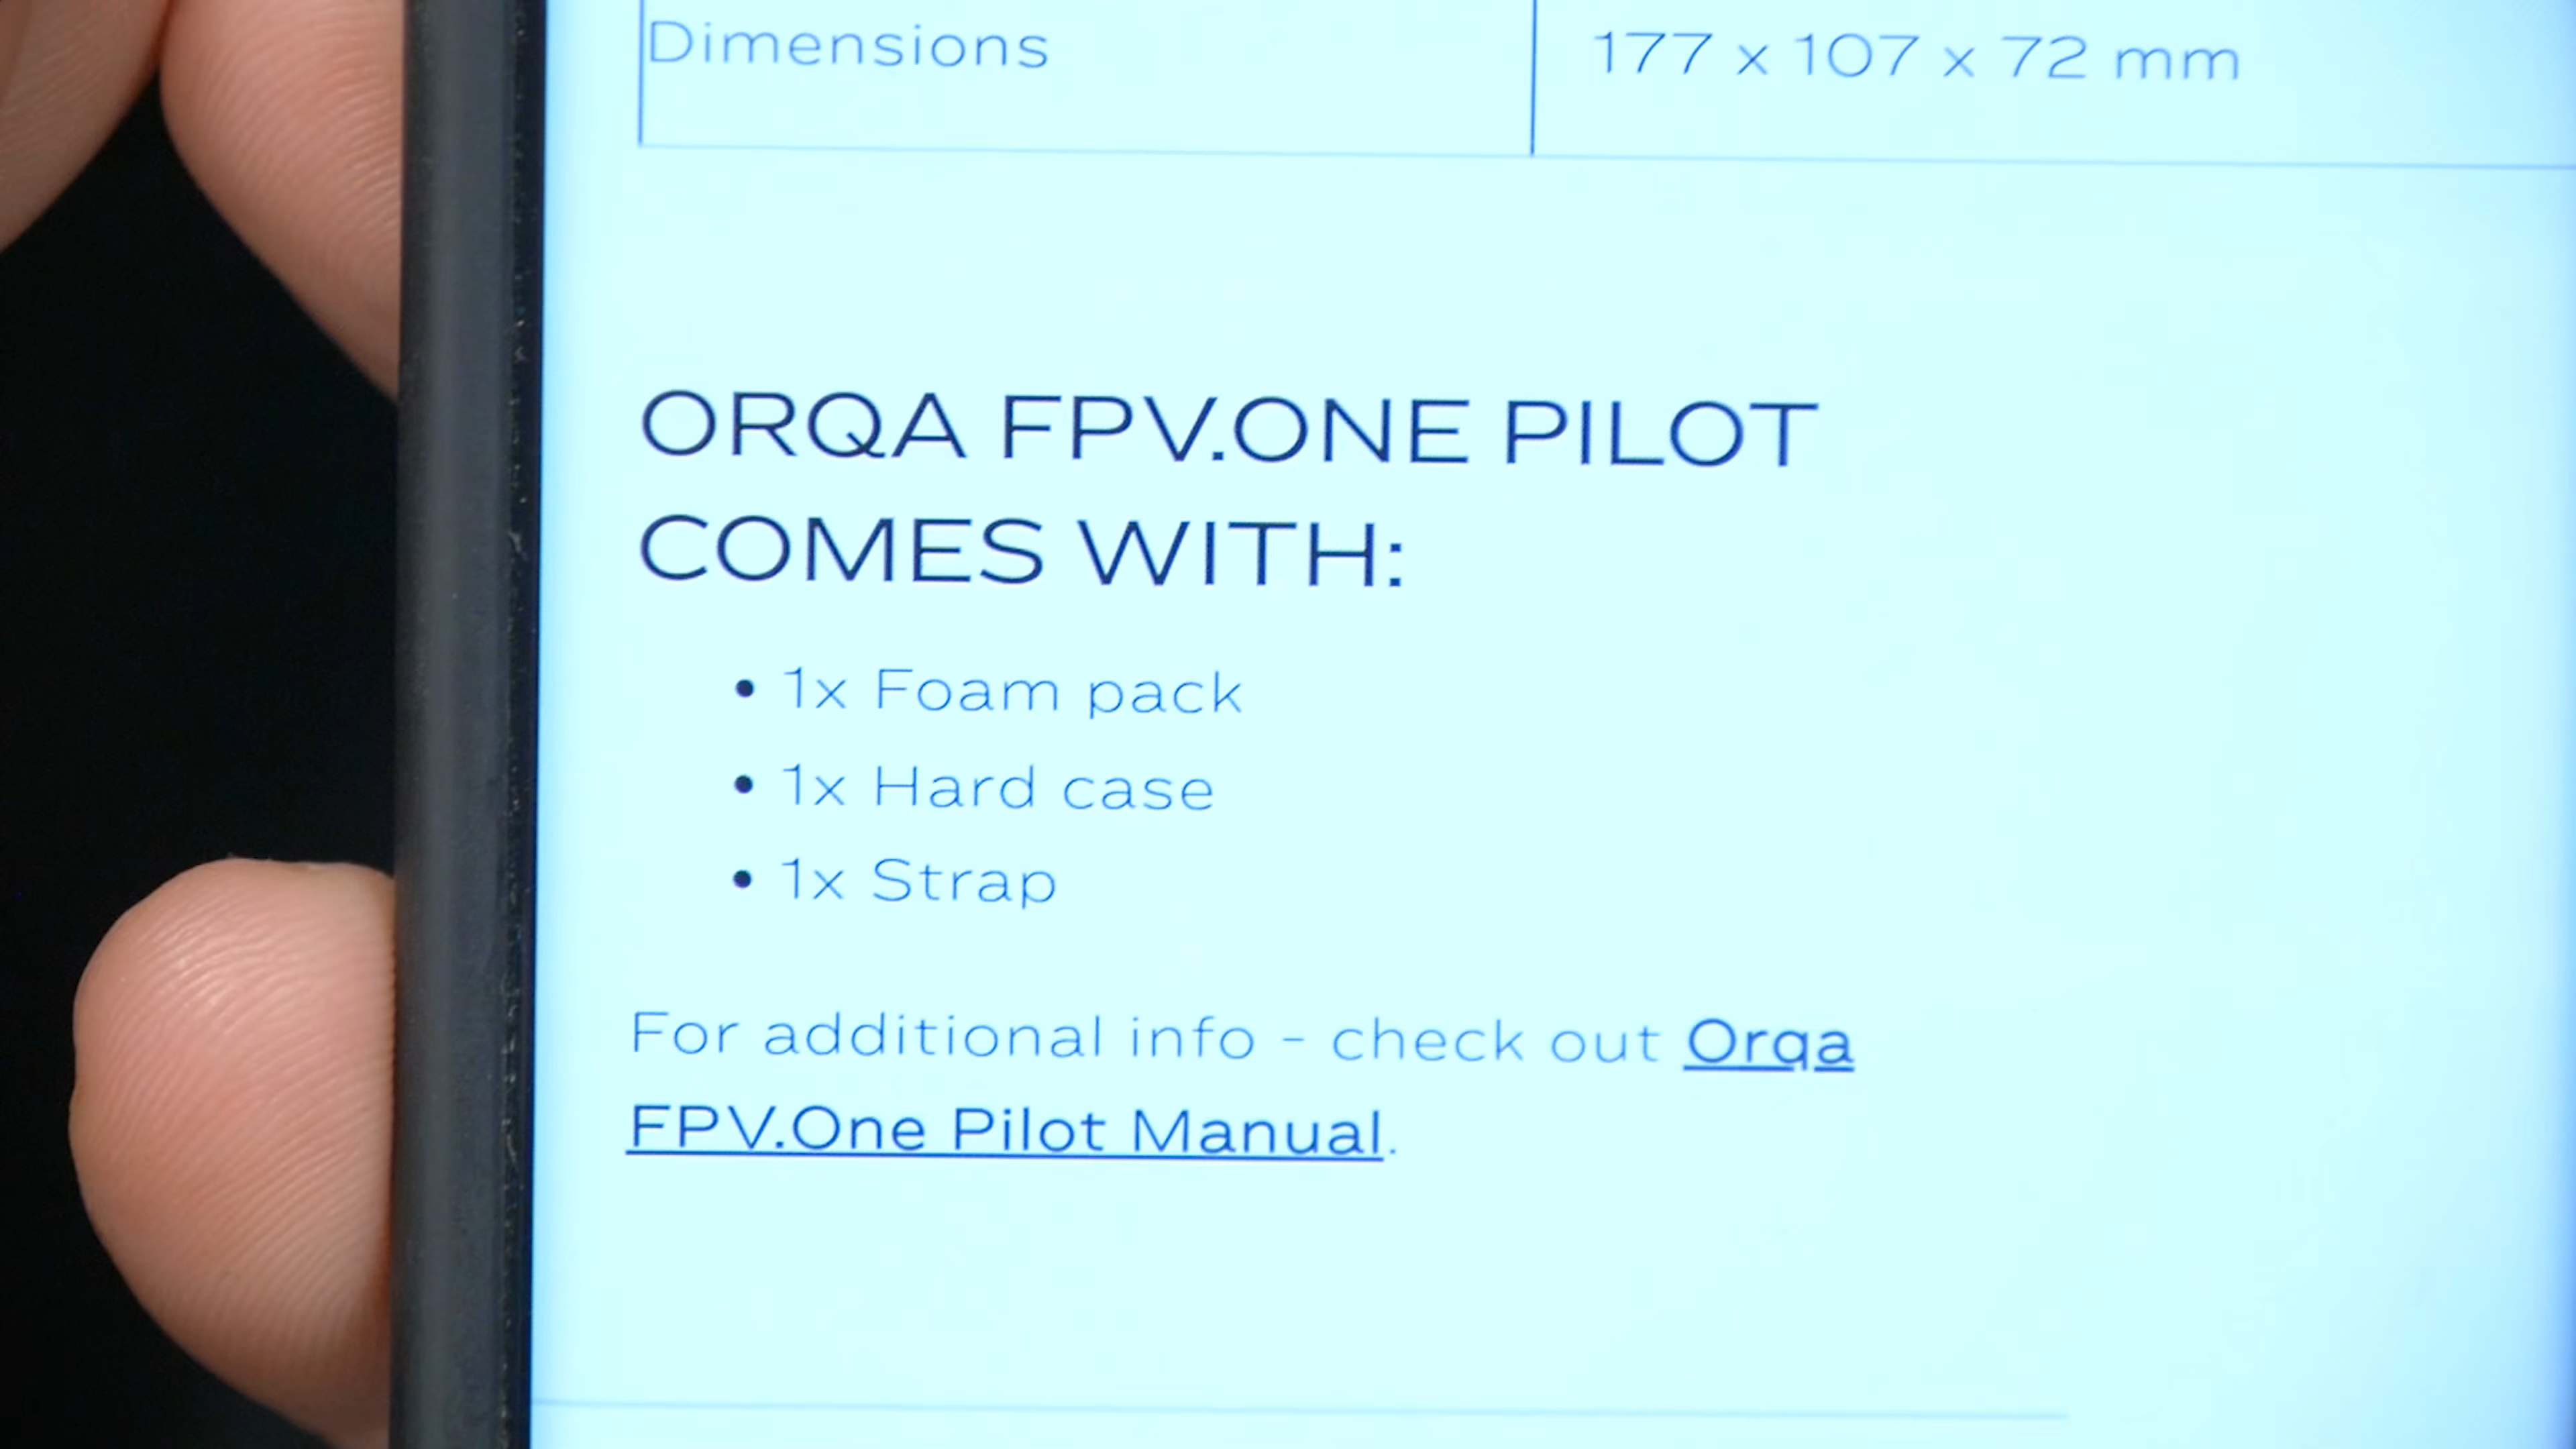 Dimensions 177 x 107 x 72 mm
ORQA FPV.ONE PILOT
COMES WITH:
• 1x Foam pack
• 1x Hard case
• 1x Strap
For additional info - check out Orqa
FPV.One Pilot Manual.